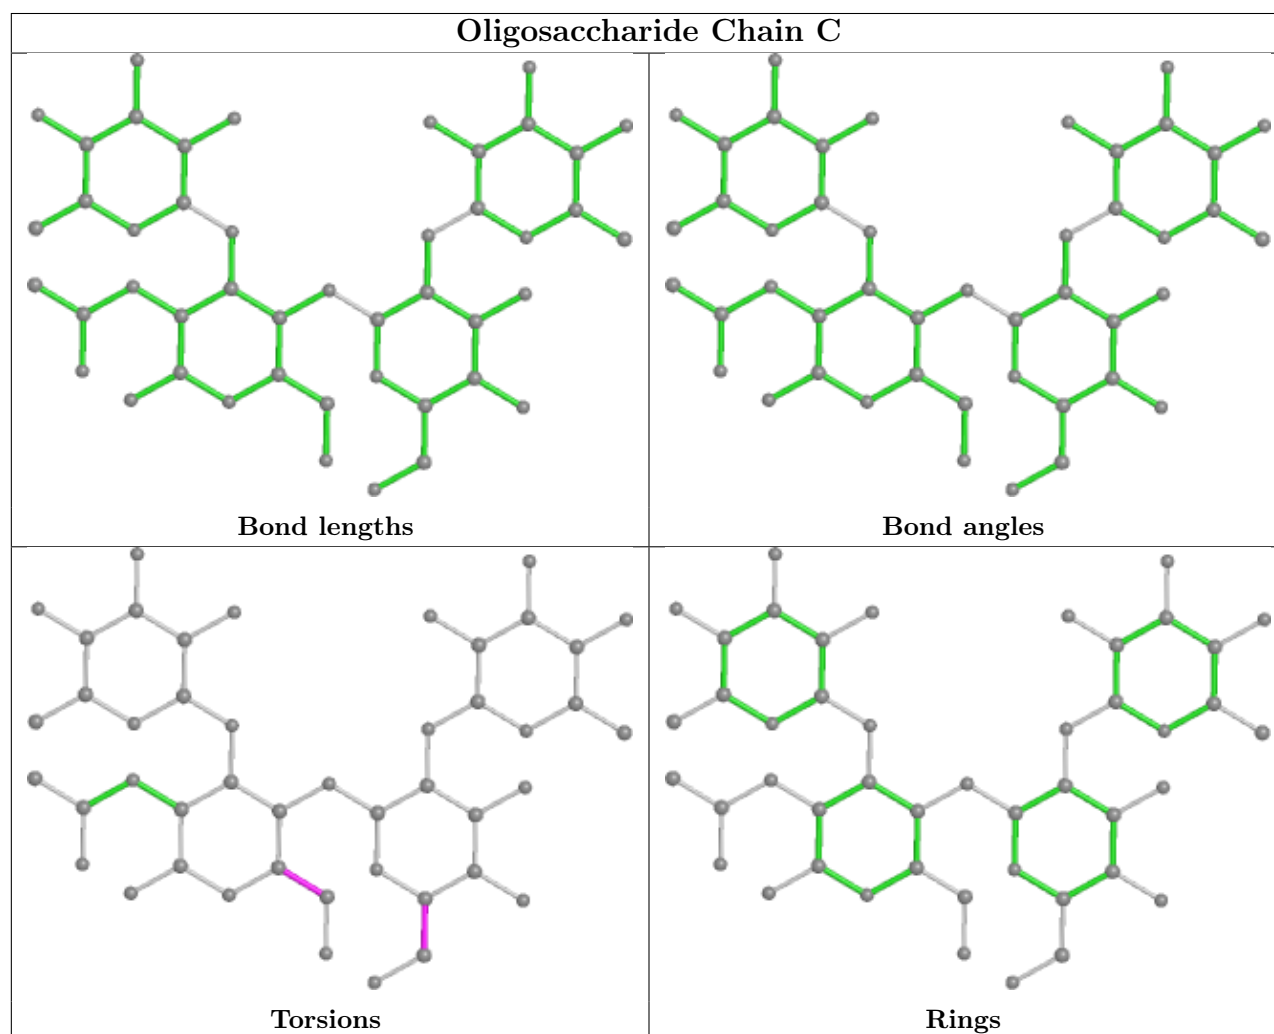 Oligosaccharide Chain C
Bond lengths
Bond angles
Torsions
Rings